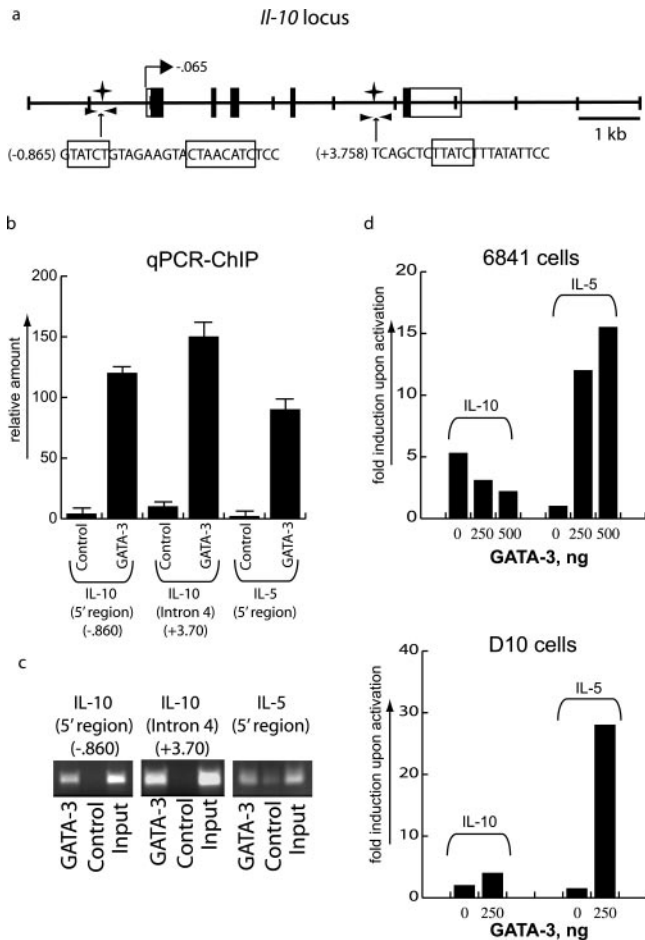 a
Il-10 locus
-.065
1 kb
(-0.865) GTATCTGTAGAAGTACTAACATCTCC
(+3.758) TCAGCTCTTATCTTTATATTCC
b
qPCR-ChIP
relative amount
200
150
100
50
0
Control
GATA-3
Control
GATA-3
Control
GATA-3
IL-10
(5' region)
(-.860)
IL-10
(Intron 4)
(+3.70)
IL-5
(5'region)
c
IL-10
(5' region)
(-.860)
IL-10
(Intron 4)
(+3.70)
IL-5
(5' region)
GATA-3
Control
Input
GATA-3
Control
Input
GATA-3
Control
Input
d
6841 cells
fold induction upon activation
20
15
10
5
0
IL-10
IL-5
0 250 500 0 250 500
GATA-3, ng
D10 cells
fold induction upon activation
40
30
20
10
0
IL-10
IL-5
0 250 0 250
GATA-3, ng